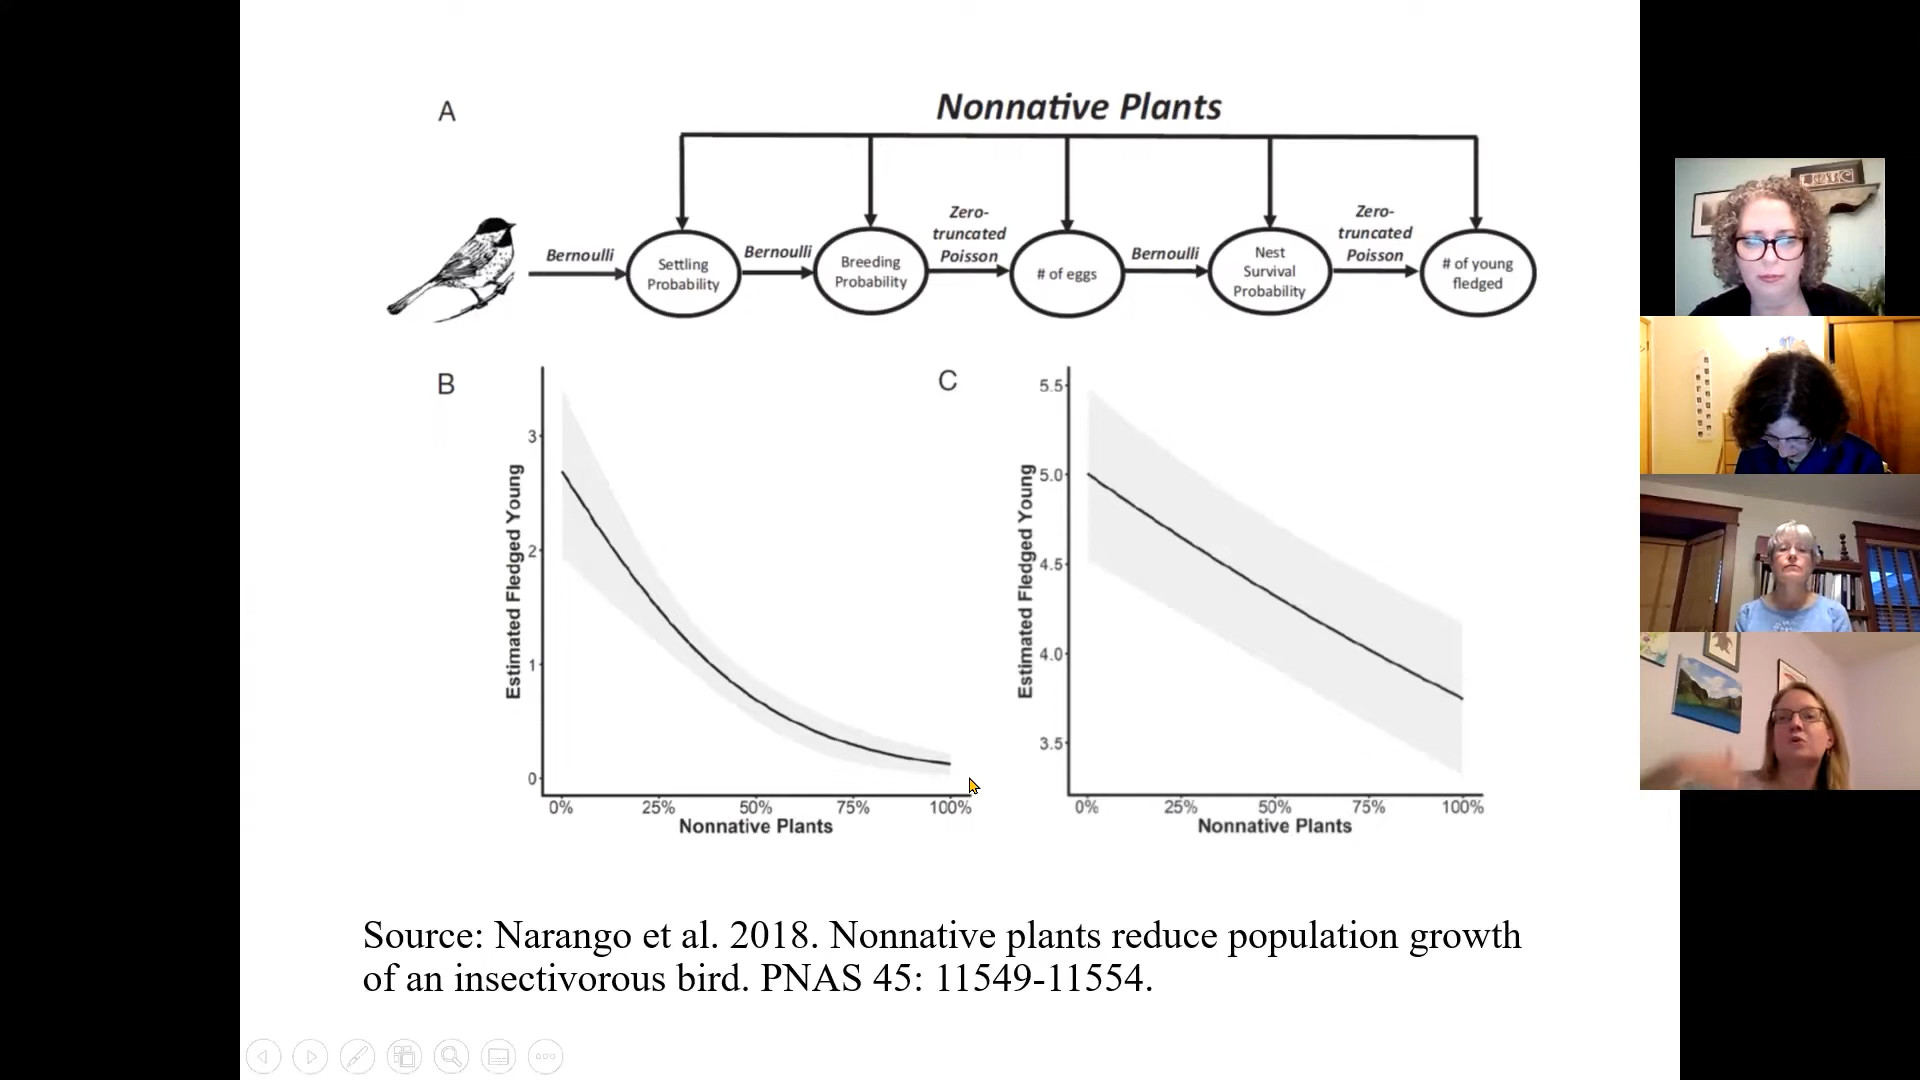 A
Nonnative Plants
Bernoulli
Settling
Probability
Bernoulli
Breeding
Probability
Zero-
truncated
Poisson
# of eggs
Bernoulli
Nest
Survival
Probability
Zero-
truncated
Poisson
# of young
fledged
B
Estimated Fledged Young
3
2
1
0
0% 25% 50% 75% 100%
Nonnative Plants
C
Estimated Fledged Young
5.5
5.0
4.5
4.0
3.5
0% 25% 50% 75% 100%
Nonnative Plants
Source: Narango et al. 2018. Nonnative plants reduce population growth
of an insectivorous bird. PNAS 45: 11549-11554.